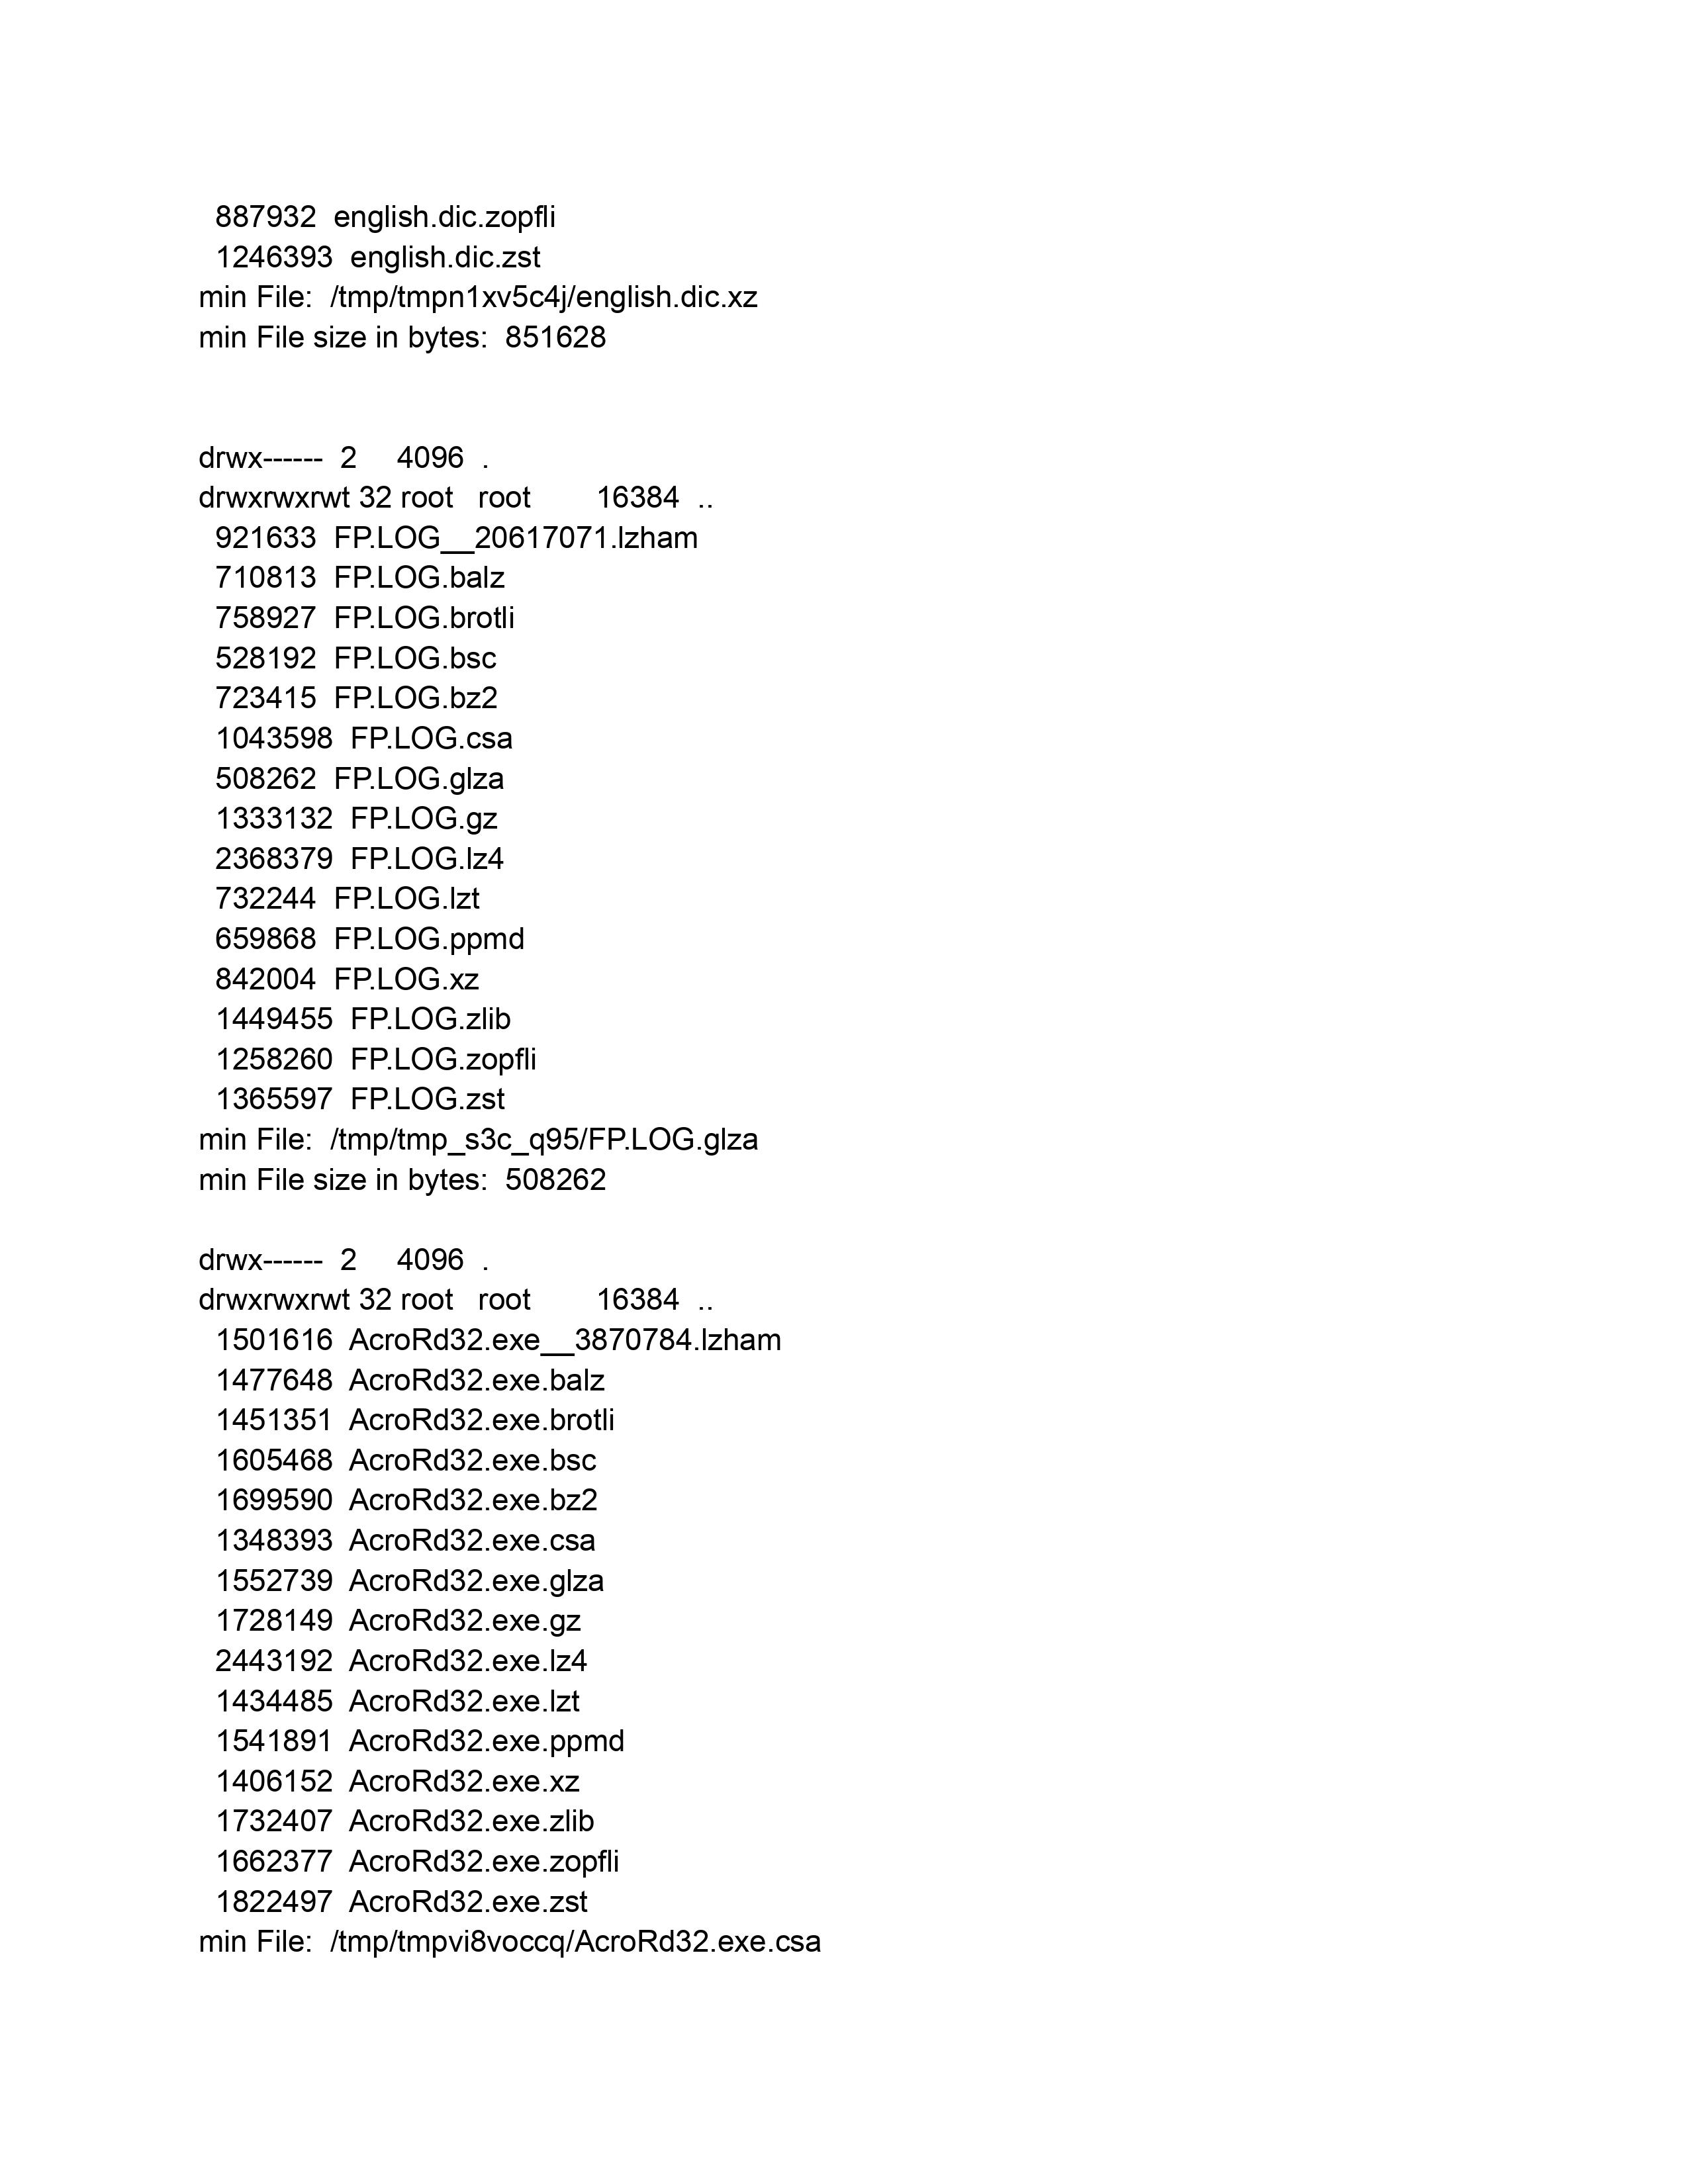 887932  english.dic.zopfli
1246393  english.dic.zst
min File:  /tmp/tmpn1xv5c4j/english.dic.xz
min File size in bytes:  851628
drwx------  2     4096  .
drwxrwxrwt 32 root   root        16384  ..
921633  FP.LOG__20617071.lzham
710813  FP.LOG.balz
758927  FP.LOG.brotli
528192  FP.LOG.bsc
723415  FP.LOG.bz2
1043598  FP.LOG.csa
508262  FP.LOG.glza
1333132  FP.LOG.gz
2368379  FP.LOG.lz4
732244  FP.LOG.lzt
659868  FP.LOG.ppmd
842004  FP.LOG.xz
1449455  FP.LOG.zlib
1258260  FP.LOG.zopfli
1365597  FP.LOG.zst
min File:  /tmp/tmp_s3c_q95/FP.LOG.glza
min File size in bytes:  508262
drwx------  2     4096  .
drwxrwxrwt 32 root   root        16384  ..
1501616  AcroRd32.exe__3870784.lzham
1477648  AcroRd32.exe.balz
1451351  AcroRd32.exe.brotli
1605468  AcroRd32.exe.bsc
1699590  AcroRd32.exe.bz2
1348393  AcroRd32.exe.csa
1552739  AcroRd32.exe.glza
1728149  AcroRd32.exe.gz
2443192  AcroRd32.exe.lz4
1434485  AcroRd32.exe.lzt
1541891  AcroRd32.exe.ppmd
1406152  AcroRd32.exe.xz
1732407  AcroRd32.exe.zlib
1662377  AcroRd32.exe.zopfli
1822497  AcroRd32.exe.zst
min File:  /tmp/tmpvi8voccq/AcroRd32.exe.csa